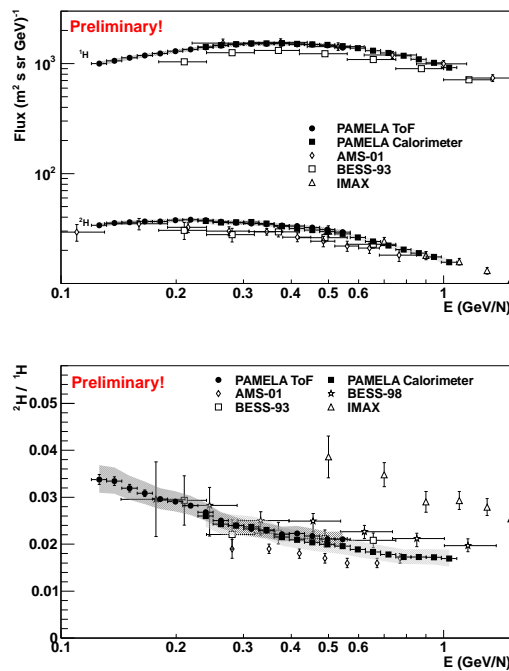 Preliminary!
Flux (m² s sr GeV)⁻¹
10³
10²
¹H
²H
PAMELA ToF
PAMELA Calorimeter
AMS-01
BESS-93
IMAX
0.1 0.2 0.3 0.4 0.5 0.6 1
E (GeV/N)
Preliminary!
²H / ¹H
PAMELA ToF PAMELA Calorimeter
AMS-01 BESS-98
BESS-93 IMAX
0.05
0.04
0.03
0.02
0.01
0
0.1 0.2 0.3 0.4 0.5 0.6 1
E (GeV/N)